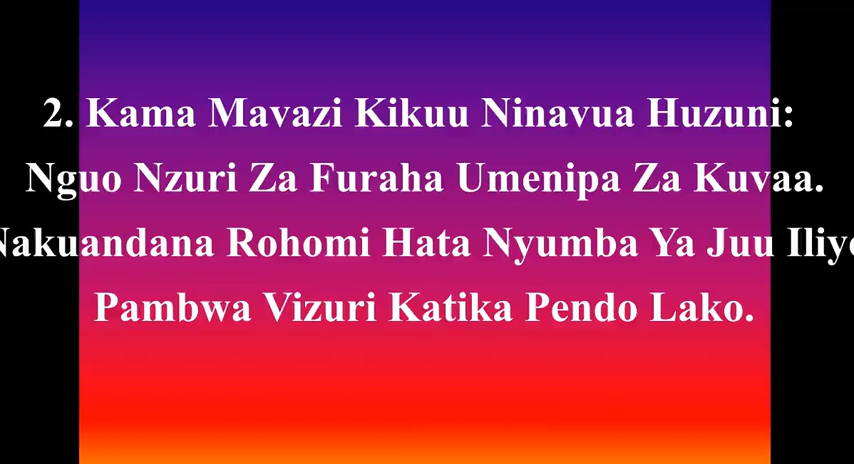 2. Kama Mavazi Kikuu Ninavua Huzuni:
Nguo Nzuri Za Furaha Umenipa Za Kuvaa.
Nakuandana Rohomi Hata Nyumba Ya Juu Iliyo
Pambwa Vizuri Katika Pendo Lako.